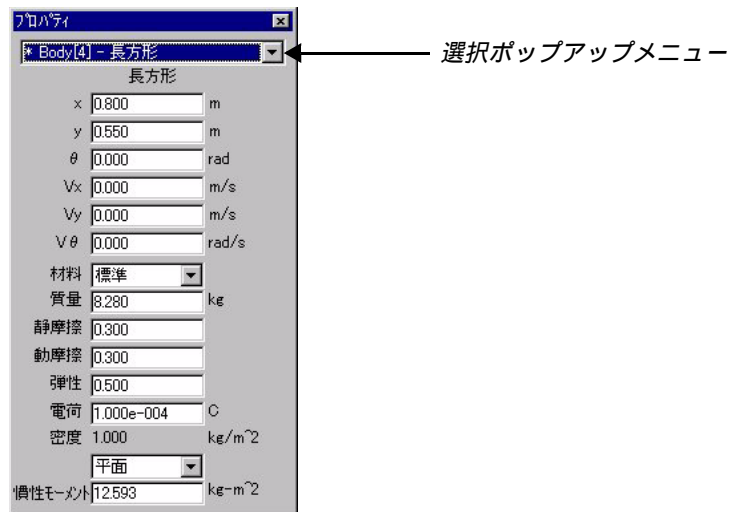 プロパティ
* Body[4] - 長方形
選択ポップアップメニュー
長方形
x 0.800 m
y 0.550 m
θ 0.000 rad
Vx 0.000 m/s
Vy 0.000 m/s
Vθ 0.000 rad/s
材料 標準
質量 8.280 kg
静摩擦 0.300
動摩擦 0.300
弾性 0.500
電荷 1.000e-004 C
密度 1.000 kg/m^2
平面
慣性モーメント 12.593 kg-m^2